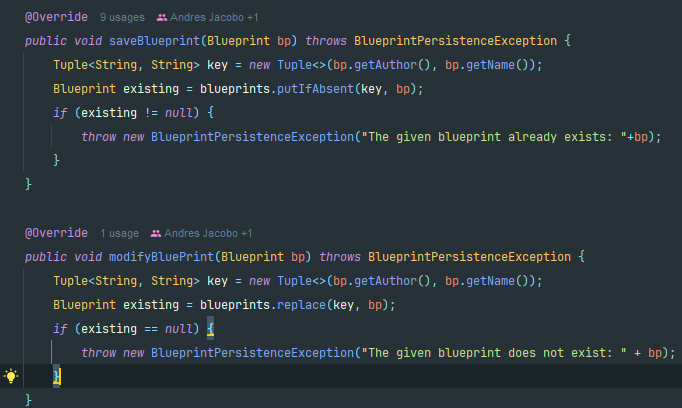 @Override 9 usages Andres Jacobo +1
public void saveBlueprint(Blueprint bp) throws BlueprintPersistenceException {
Tuple<String, String> key = new Tuple<>(bp.getAuthor(), bp.getName());
Blueprint existing = blueprints.putIfAbsent(key, bp);
if (existing != null) {
throw new BlueprintPersistenceException("The given blueprint already exists: "+bp);
}
}
@Override 1 usage Andres Jacobo +1
public void modifyBluePrint(Blueprint bp) throws BlueprintPersistenceException {
Tuple<String, String> key = new Tuple<>(bp.getAuthor(), bp.getName());
Blueprint existing = blueprints.replace(key, bp);
if (existing == null) {
throw new BlueprintPersistenceException("The given blueprint does not exist: " + bp);
}
}